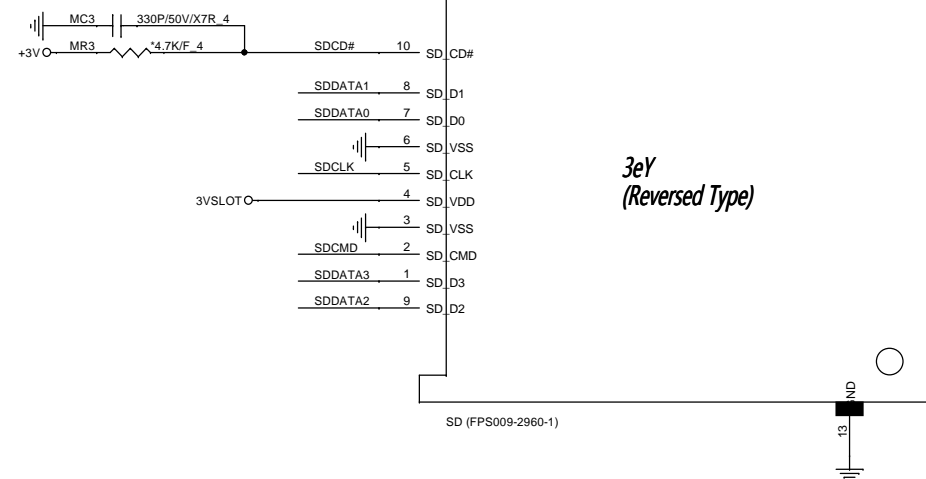 MC3 330P/50V/X7R_4
+3V MR3 *4.7K/F_4 SDCD# 10 SD_CD#
SDDATA1 8 SD_D1
SDDATA0 7 SD_D0
6 SD_VSS
SDCLK 5 SD_CLK
3VSLOT 4 SD_VDD
3 SD_VSS
SDCMD 2 SD_CMD
SDDATA3 1 SD_D3
SDDATA2 9 SD_D2
3eY
(Reversed Type)
GND
13
SD (FPS009-2960-1)